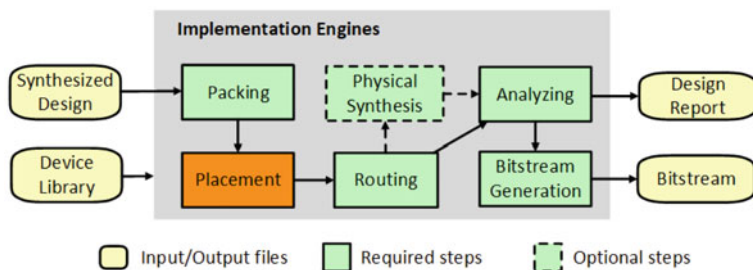 Implementation Engines
Synthesized
Design
Packing
Physical
Synthesis
Analyzing
Design
Report
Device
Library
Placement
Routing
Bitstream
Generation
Bitstream
Input/Output files
Required steps
Optional steps